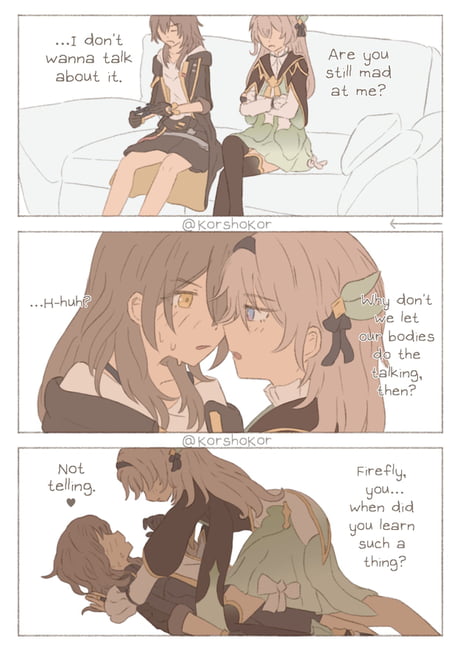 Are you
still mad
at me?
...I don't
wanna talk
about it.
@korshokor
Why don't
we let
our bodies
do the
talking,
then?
...H-huh?
@korshokor
Firefly,
you...
when did
you learn
such a
thing?
Not
telling.
♥